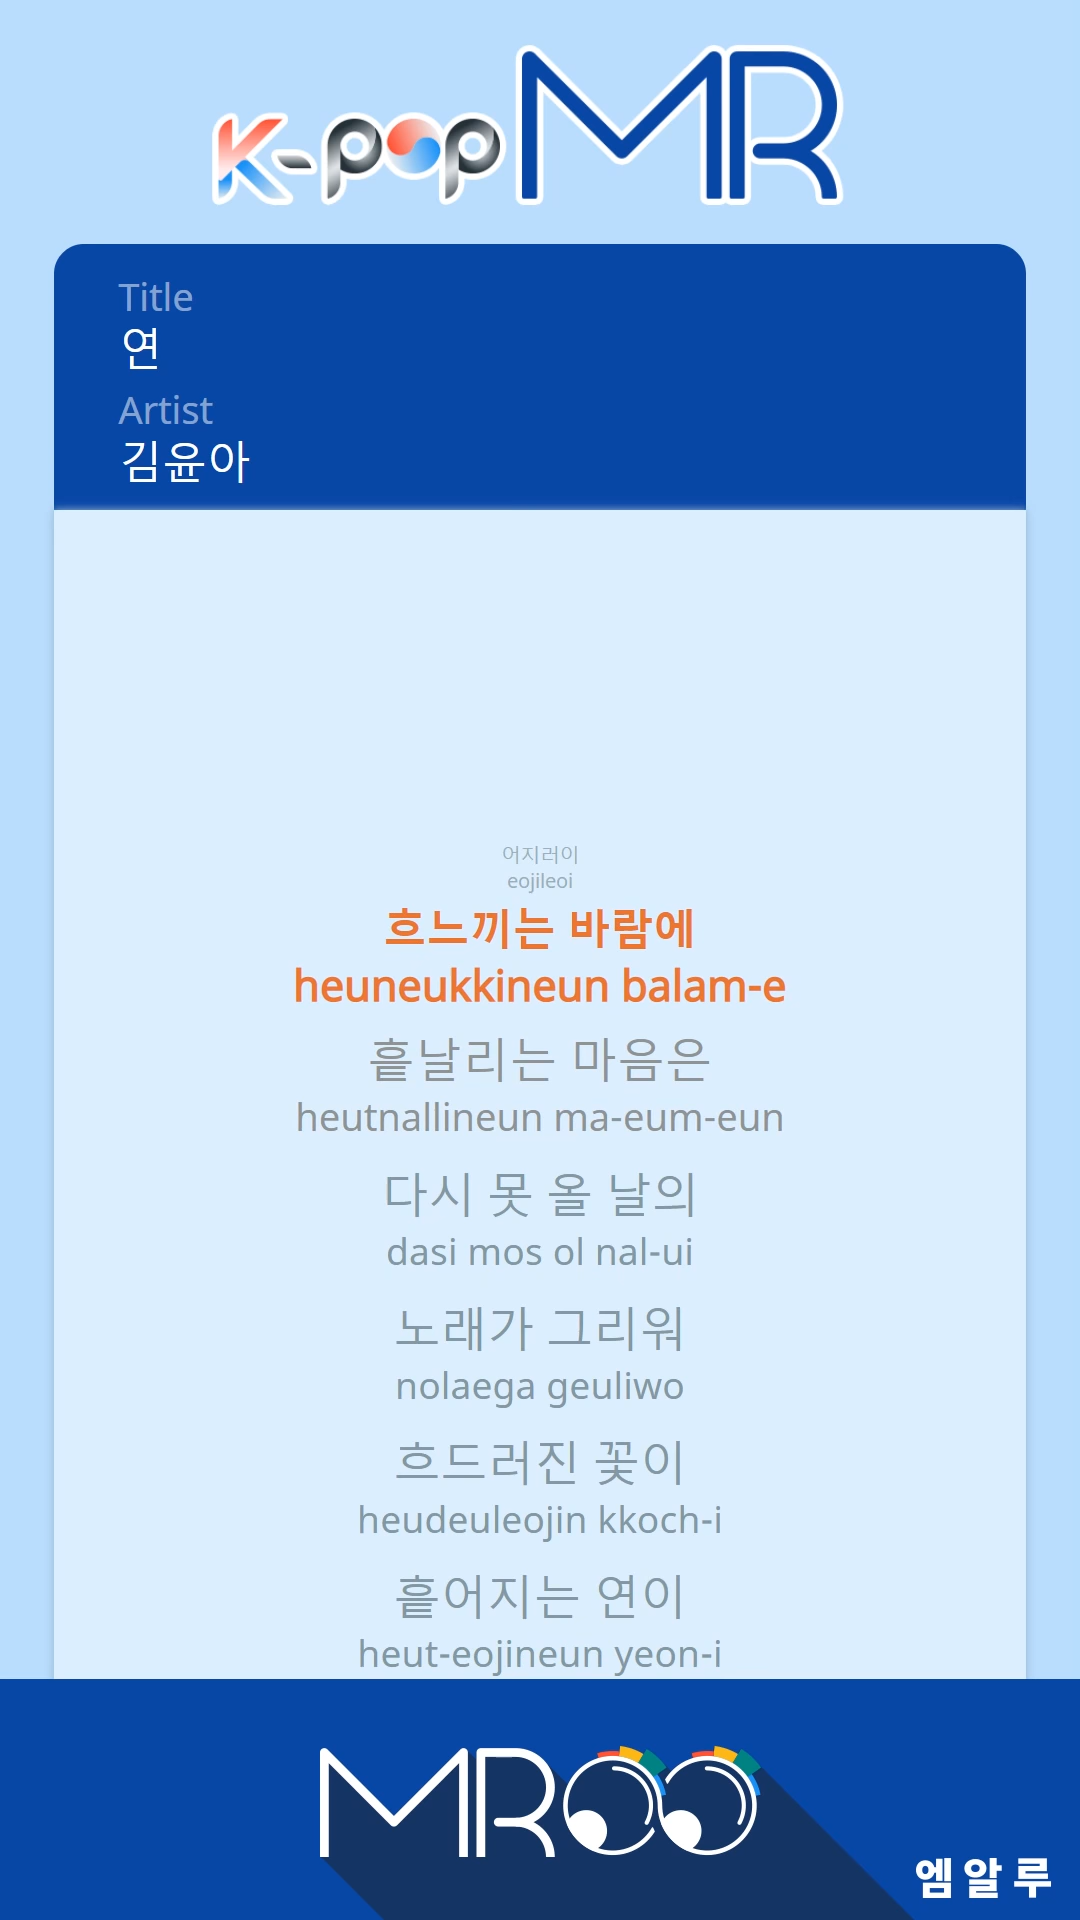 K-pop MR
Title
연
Artist
김윤아
어지러이
eojileoi
흐느끼는 바람에
heuneukkineun balam-e
흩날리는 마음은
heutnallineun ma-eum-eun
다시 못 올 날의
dasi mos ol nal-ui
노래가 그리워
nolaega geuliwo
흐드러진 꽃이
heudeuleojin kkoch-i
흩어지는 연이
heut-eojineun yeon-i
MROO
엠알루